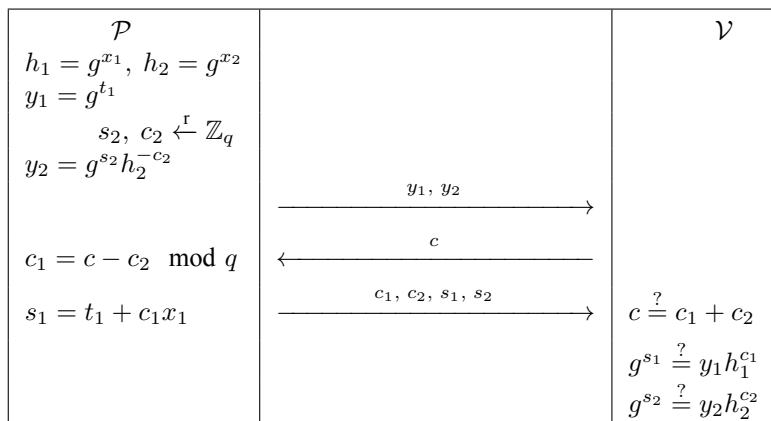 𝒫 𝒱
h₁ = g^{x₁}, h₂ = g^{x₂}
y₁ = g^{t₁}
s₂, c₂ ←^r ℤ_q
y₂ = g^{s₂}h₂^{−c₂}
y₁, y₂
c₁ = c − c₂ mod q c
s₁ = t₁ + c₁x₁ c₁, c₂, s₁, s₂ c ≟ c₁ + c₂
g^{s₁} ≟ y₁h₁^{c₁}
g^{s₂} ≟ y₂h₂^{c₂}